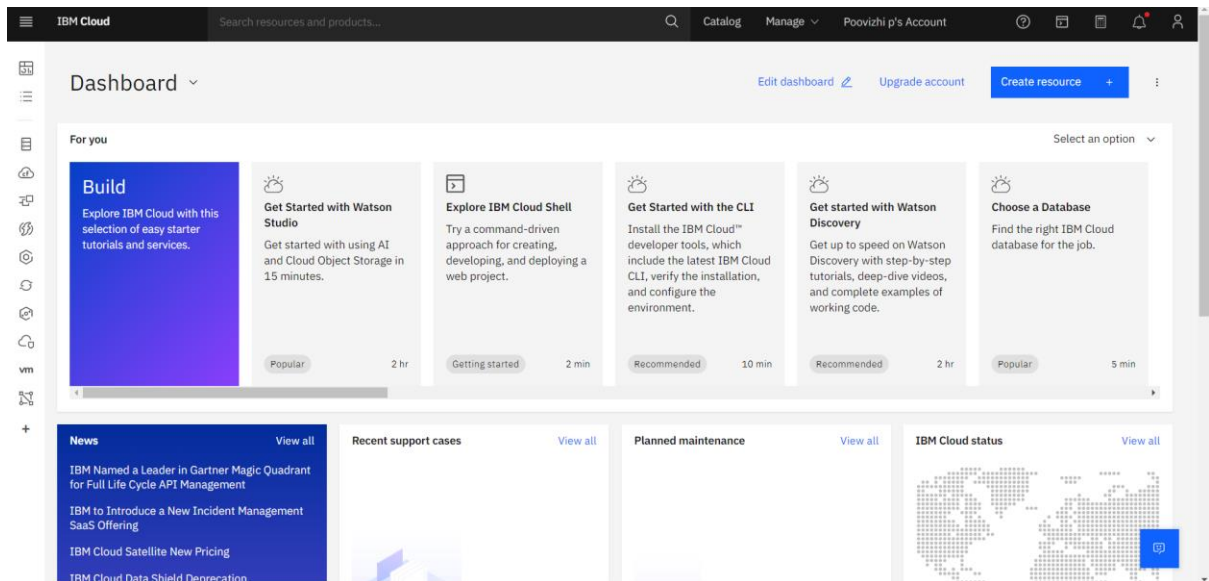 IBM Cloud
Search resources and products...
Catalog
Manage
Poovizhi p's Account
Dashboard
Edit dashboard
Upgrade account
Create resource +
For you
Select an option
Build
Explore IBM Cloud with this
selection of easy starter
tutorials and services.
Get Started with Watson
Studio
Get started with using AI
and Cloud Object Storage in
15 minutes.
Popular
2 hr
Explore IBM Cloud Shell
Try a command-driven
approach for creating,
developing, and deploying a
web project.
Getting started
2 min
Get Started with the CLI
Install the IBM Cloud™
developer tools, which
include the latest IBM Cloud
CLI, verify the installation,
and configure the
environment.
Recommended
10 min
Get started with Watson
Discovery
Get up to speed on Watson
Discovery with step-by-step
tutorials, deep-dive videos,
and complete examples of
working code.
Recommended
2 hr
Choose a Database
Find the right IBM Cloud
database for the job.
Popular
5 min
vm
+
News
View all
IBM Named a Leader in Gartner Magic Quadrant
for Full Life Cycle API Management
IBM to Introduce a New Incident Management
SaaS Offering
IBM Cloud Satellite New Pricing
IBM Cloud Data Shield Deprecation
Recent support cases
View all
Planned maintenance
View all
IBM Cloud status
View all